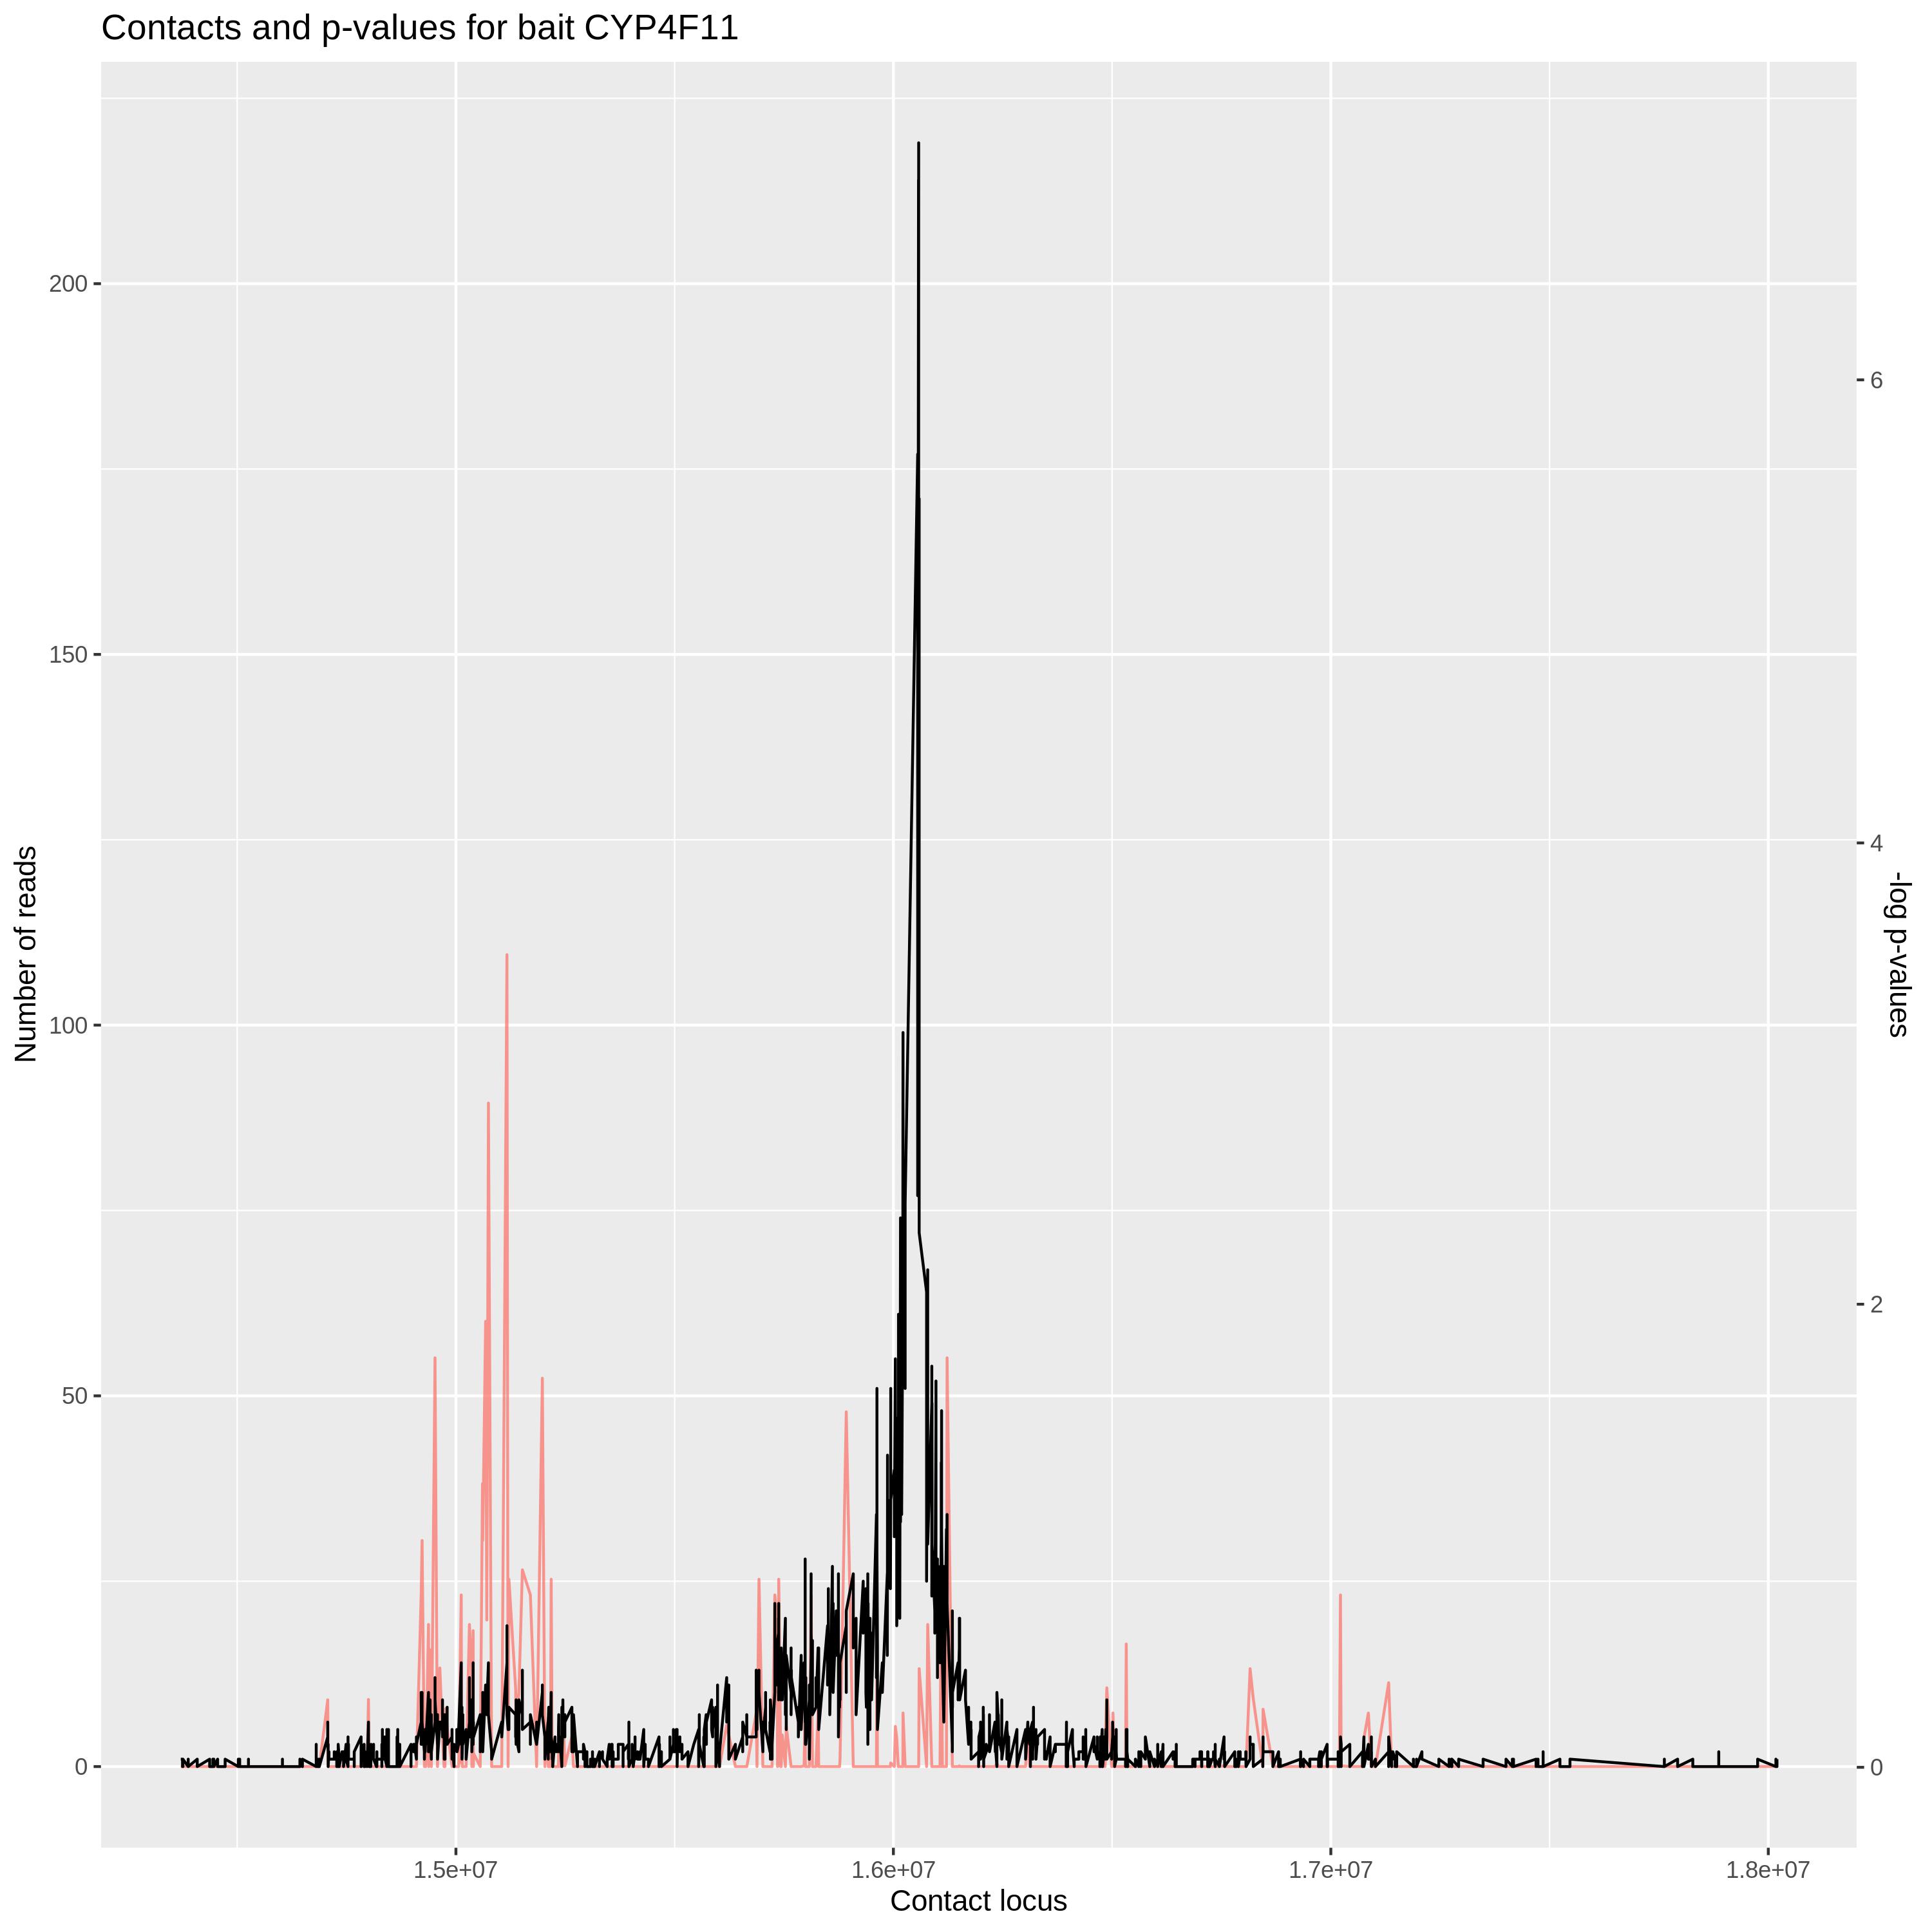 Contacts and p-values for bait CYP4F11
Number of reads
200
150
100
50
0
6
4
2
0
-log p-values
1.5e+07
1.6e+07
1.7e+07
1.8e+07
Contact locus